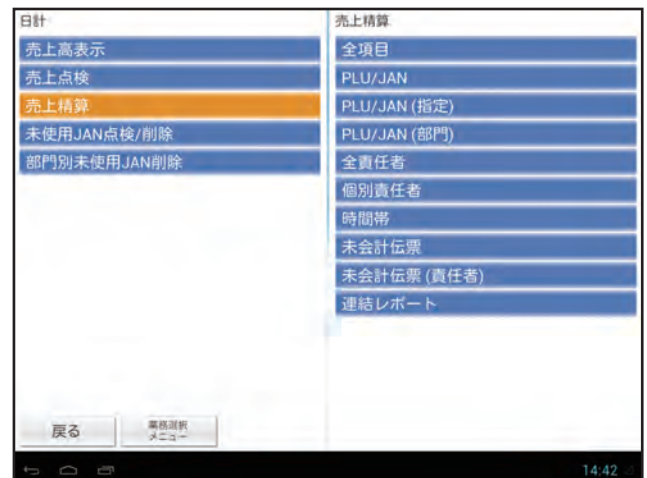 日計
売上高表示
売上点検
売上精算
未使用JAN点検/削除
部門別未使用JAN削除
戻る
業務選択
メニュー
売上精算
全項目
PLU/JAN
PLU/JAN (指定)
PLU/JAN (部門)
全責任者
個別責任者
時間帯
未会計伝票
未会計伝票 (責任者)
連結レポート
14:42